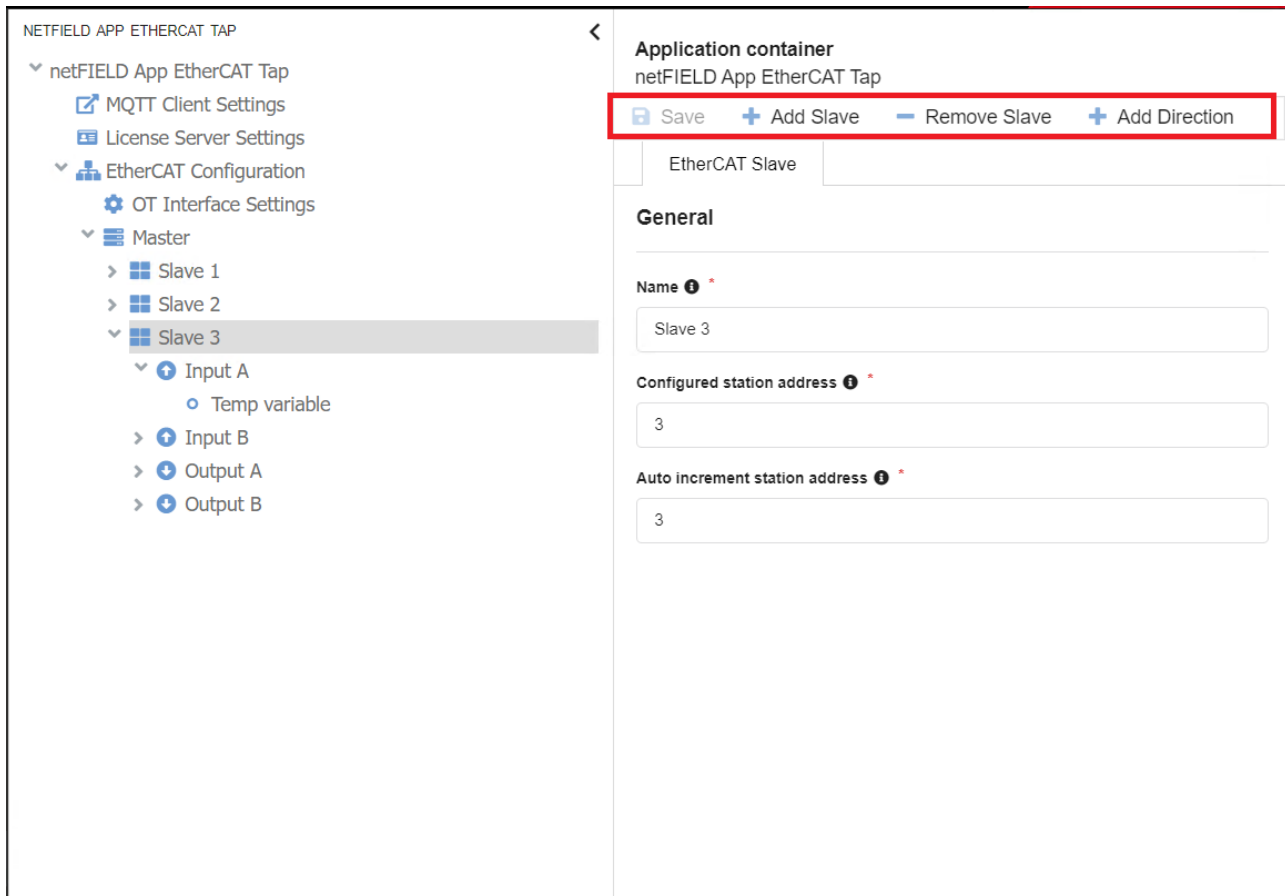 NETFIELD APP ETHERCAT TAP
netFIELD App EtherCAT Tap
MQTT Client Settings
License Server Settings
EtherCAT Configuration
OT Interface Settings
Master
Slave 1
Slave 2
Slave 3
Input A
Temp variable
Input B
Output A
Output B
Application container
netFIELD App EtherCAT Tap
Save Add Slave Remove Slave Add Direction
EtherCAT Slave
General
Name *
Slave 3
Configured station address *
3
Auto increment station address *
3